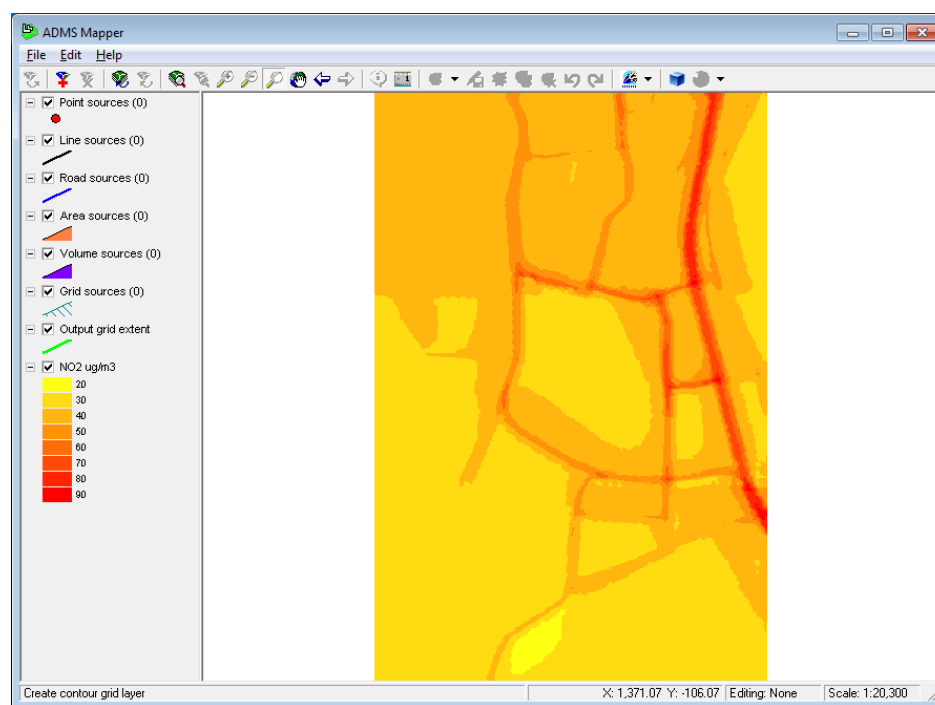 ADMS Mapper
File Edit Help
Point sources (0)
Line sources (0)
Road sources (0)
Area sources (0)
Volume sources (0)
Grid sources (0)
Output grid extent
NO2 ug/m3
20
30
40
50
60
70
80
90
Create contour grid layer X: 1,371.07 Y: -106.07 Editing: None Scale: 1:20,300